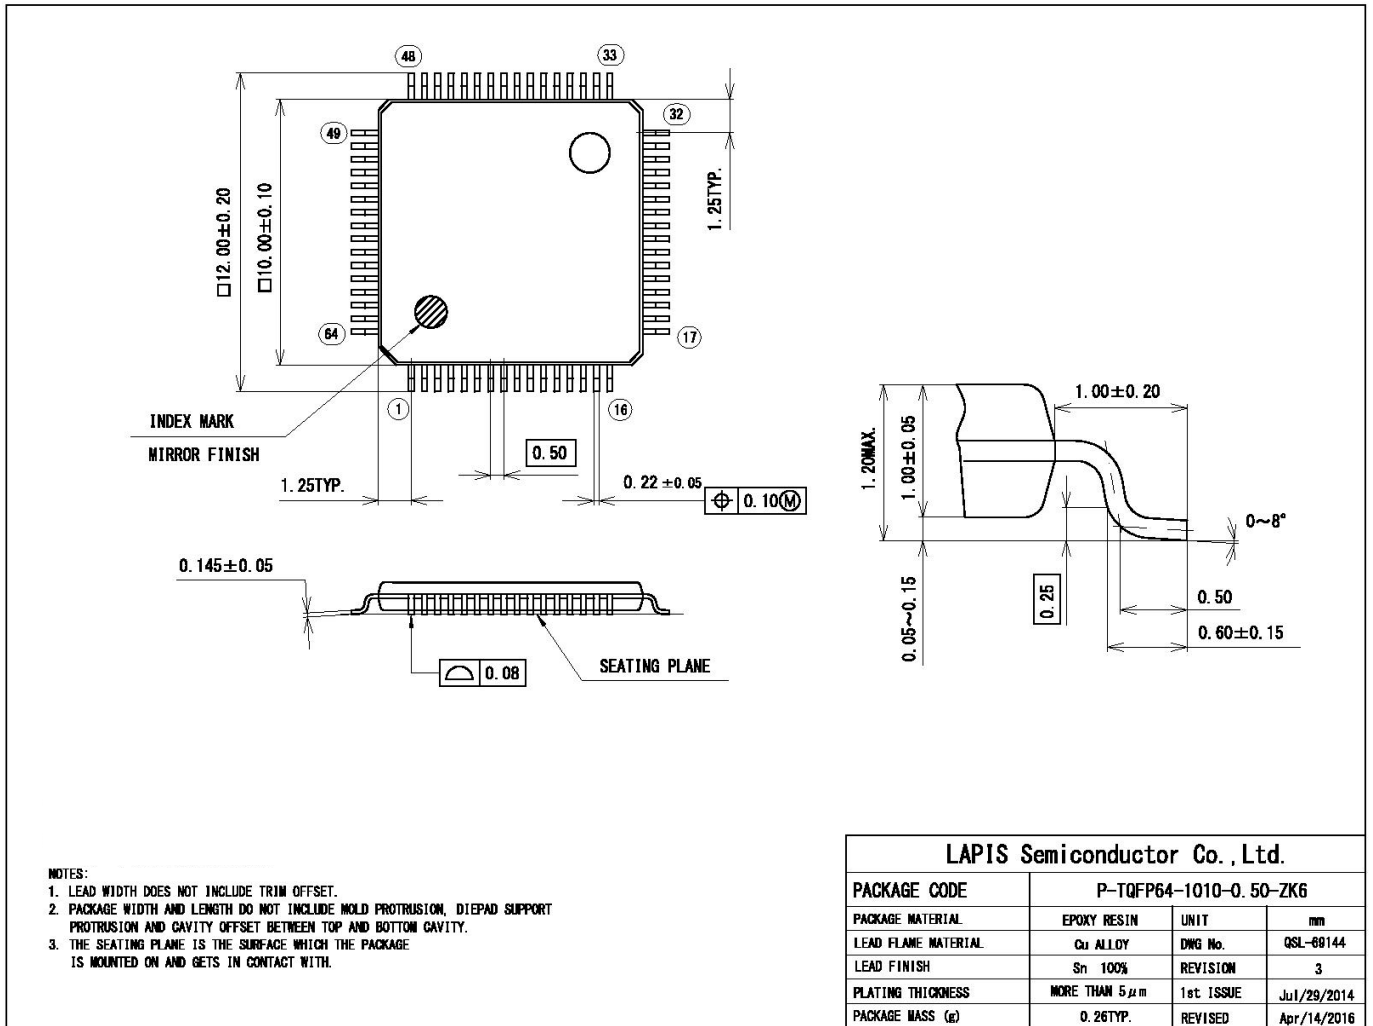 48
33
32
49
□12.00±0.20
□10.00±0.10
1.25TYP.
64
17
1
16
INDEX MARK
MIRROR FINISH
0.50
1.25TYP.
0.22 ±0.05
⌖ 0.10Ⓜ
1.00±0.20
1.20MAX.
1.00±0.05
0~8°
0.05~0.15
0.25
0.50
0.60±0.15
0.145±0.05
⌓ 0.08
SEATING PLANE
NOTES:
1. LEAD WIDTH DOES NOT INCLUDE TRIM OFFSET.
2. PACKAGE WIDTH AND LENGTH DO NOT INCLUDE MOLD PROTRUSION, DIEPAD SUPPORT
PROTRUSION AND CAVITY OFFSET BETWEEN TOP AND BOTTOM CAVITY.
3. THE SEATING PLANE IS THE SURFACE WHICH THE PACKAGE
IS MOUNTED ON AND GETS IN CONTACT WITH.
LAPIS Semiconductor Co.,Ltd.
PACKAGE CODE P-TQFP64-1010-0.50-ZK6
PACKAGE MATERIAL EPOXY RESIN UNIT mm
LEAD FLAME MATERIAL Cu ALLOY DWG No. QSL-69144
LEAD FINISH Sn 100% REVISION 3
PLATING THICKNESS MORE THAN 5μm 1st ISSUE Jul/29/2014
PACKAGE MASS (g) 0.26TYP. REVISED Apr/14/2016